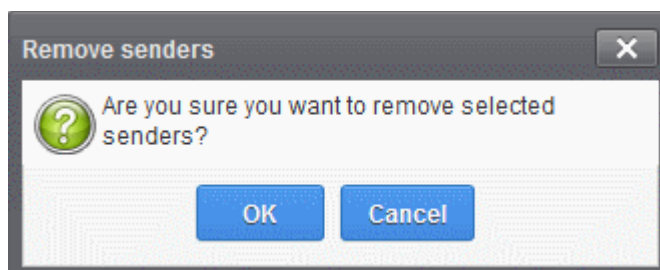 Remove senders
Are you sure you want to remove selected
senders?
OK
Cancel